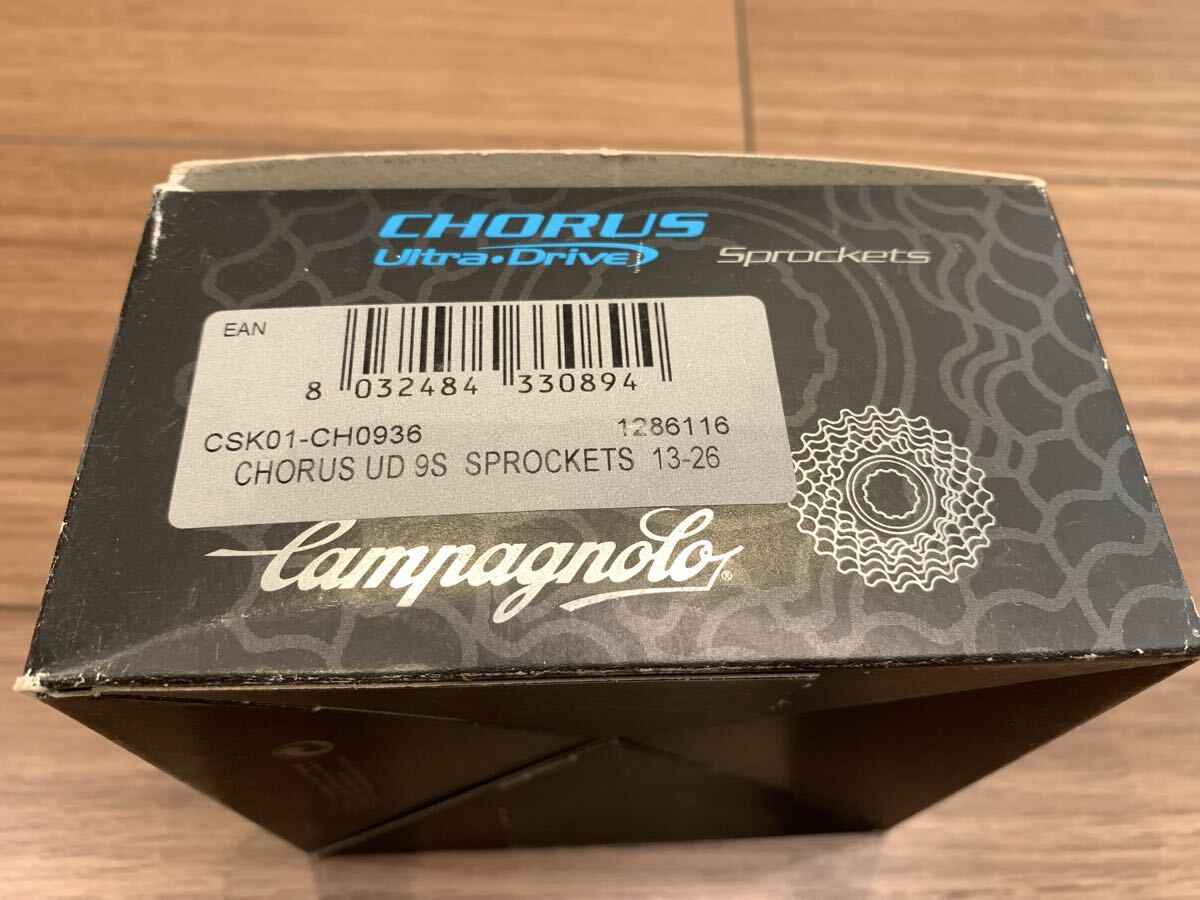 CHORUS
Ultra•Drive Sprockets
EAN
8 032484 330894
CSK01-CH0936 1286116
CHORUS UD 9S SPROCKETS 13-26
Campagnolo®